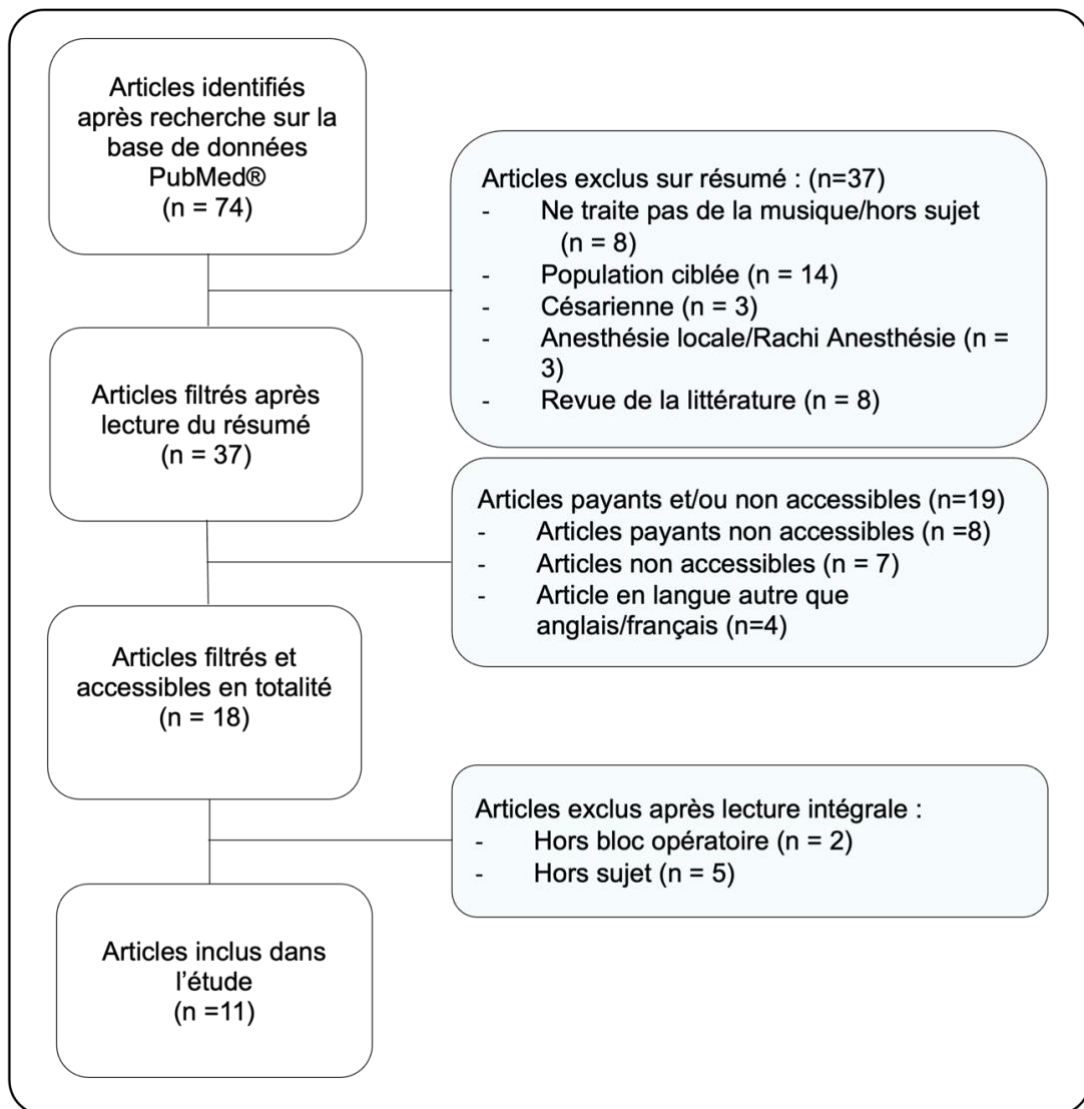 Articles identifiés
après recherche sur la
base de données
PubMed®
(n = 74)
Articles exclus sur résumé : (n=37)
- Ne traite pas de la musique/hors sujet
(n = 8)
- Population ciblée (n = 14)
- Césarienne (n = 3)
- Anesthésie locale/Rachi Anesthésie (n =
3)
- Revue de la littérature (n = 8)
Articles filtrés après
lecture du résumé
(n = 37)
Articles payants et/ou non accessibles (n=19)
- Articles payants non accessibles (n =8)
- Articles non accessibles (n = 7)
- Article en langue autre que
anglais/français (n=4)
Articles filtrés et
accessibles en totalité
(n = 18)
Articles exclus après lecture intégrale :
- Hors bloc opératoire (n = 2)
- Hors sujet (n = 5)
Articles inclus dans
l'étude
(n =11)